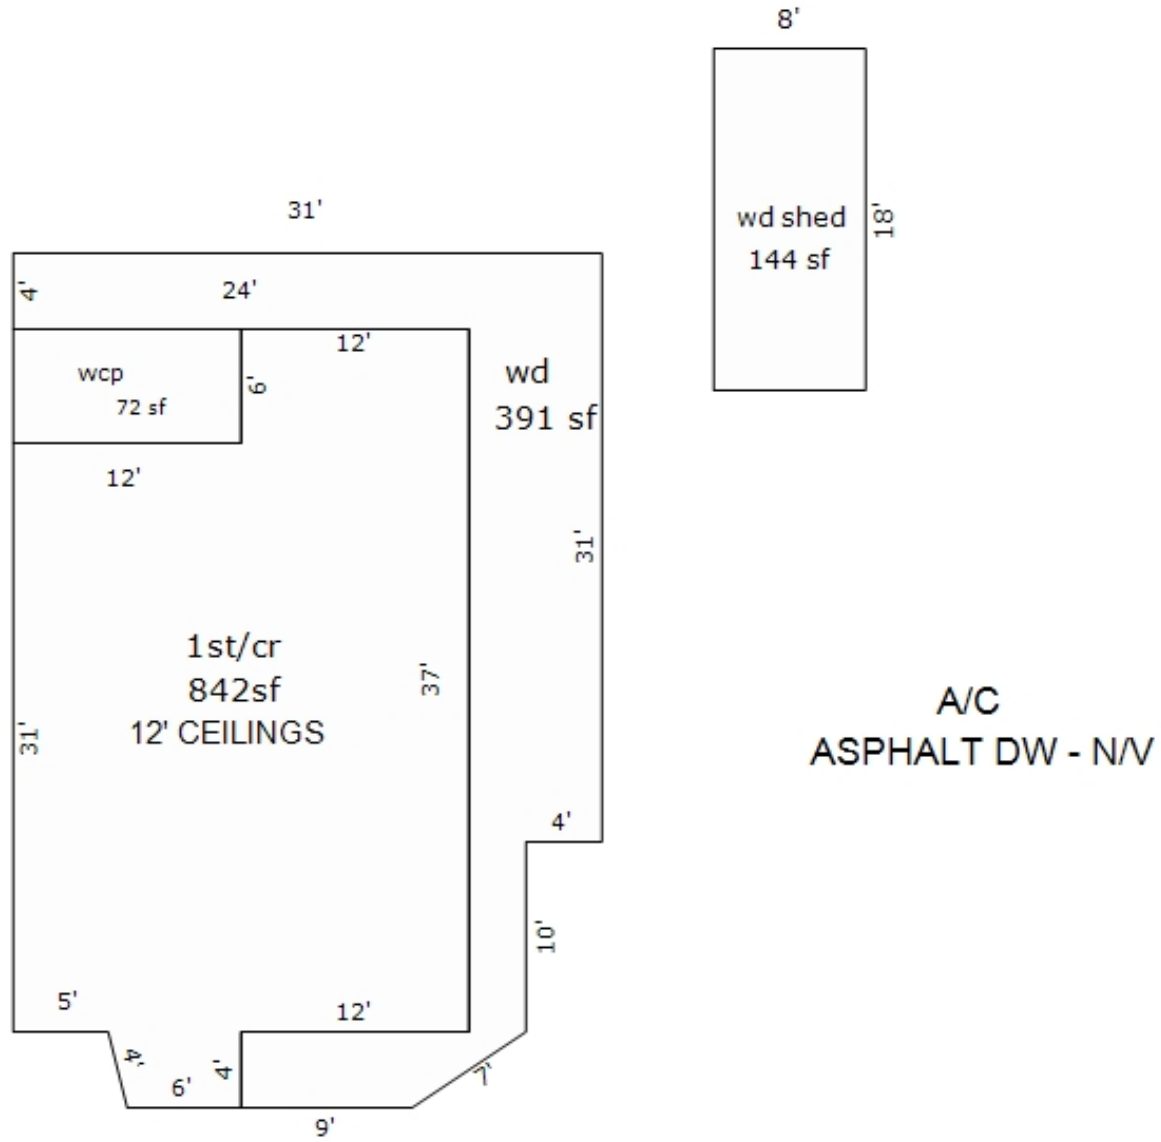 8'
wd shed
144 sf
18'
31'
4'
24'
12'
wcp
72 sf
6'
wd
391 sf
12'
31'
1st/cr
842sf
12' CEILINGS
37'
31'
A/C
ASPHALT DW - N/V
4'
10'
5'
12'
4'
4'
6'
7'
9'